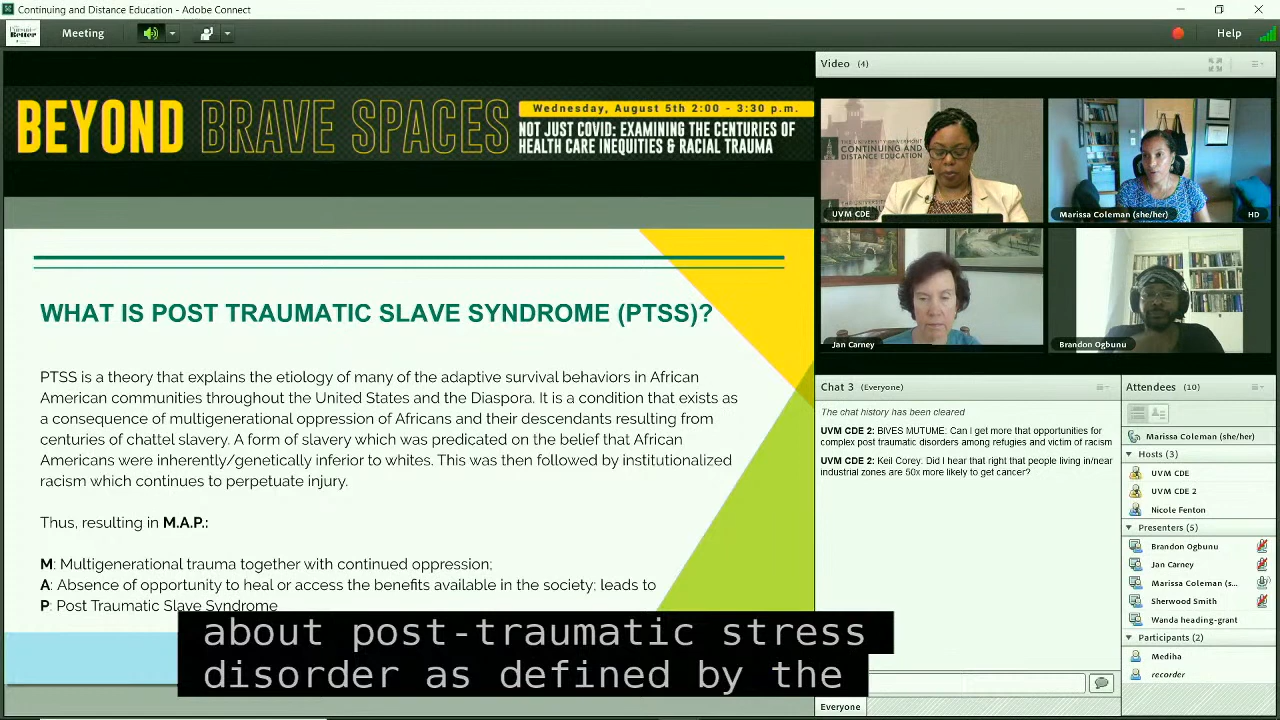 Continuing and Distance Education - Adobe Connect
Meeting
Help
BEYOND BRAVE SPACES
Wednesday, August 5th 2:00 - 3:30 p.m.
NOT JUST COVID: EXAMINING THE CENTURIES OF
HEALTH CARE INEQUITIES & RACIAL TRAUMA
WHAT IS POST TRAUMATIC SLAVE SYNDROME (PTSS)?
PTSS is a theory that explains the etiology of many of the adaptive survival behaviors in African
American communities throughout the United States and the Diaspora. It is a condition that exists as
a consequence of multigenerational oppression of Africans and their descendants resulting from
centuries of chattel slavery. A form of slavery which was predicated on the belief that African
Americans were inherently/genetically inferior to whites. This was then followed by institutionalized
racism which continues to perpetuate injury.
Thus, resulting in M.A.P.:
M: Multigenerational trauma together with continued oppression;
A: Absence of opportunity to heal or access the benefits available in the society; leads to
P: Post Traumatic Slave Syndrome
about post-traumatic stress
disorder as defined by the
Video (4)
CONTINUING AND
DISTANCE EDUCATION
UVM CDE
Marissa Coleman (she/her)
HD
Jan Carney
Brandon Ogbunu
Chat 3 (Everyone)
The chat history has been cleared
UVM CDE 2: BIVES MUTUME: Can I get more that opportunities for
complex post traumatic disorders among refugies and victim of racism
UVM CDE 2: Keil Corey: Did I hear that right that people living in/near
industrial zones are 50x more likely to get cancer?
Everyone
Attendees (10)
Marissa Coleman (she/her)
Hosts (3)
UVM CDE
UVM CDE 2
Nicole Fenton
Presenters (5)
Brandon Ogbunu
Jan Carney
Marissa Coleman (s...
Sherwood Smith
Wanda heading-grant
Participants (2)
Mediha
recorder